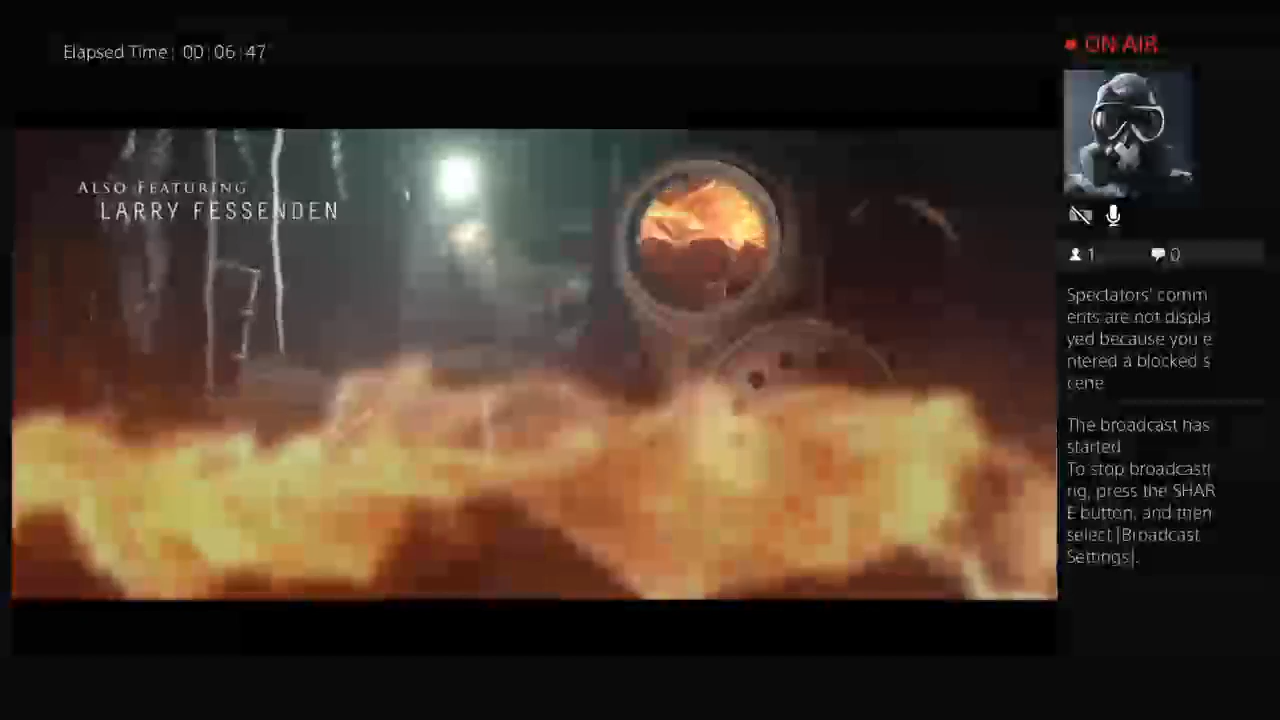 Elapsed Time: 00:06:47
ON AIR
ALSO FEATURING
LARRY FESSENDEN
1 0
Spectators' comm
ents are not displa
yed because you e
ntered a blocked s
cene
The broadcast has
started
To stop broadcasti
ng, press the SHAR
E button, and then
select [Broadcast
Settings].